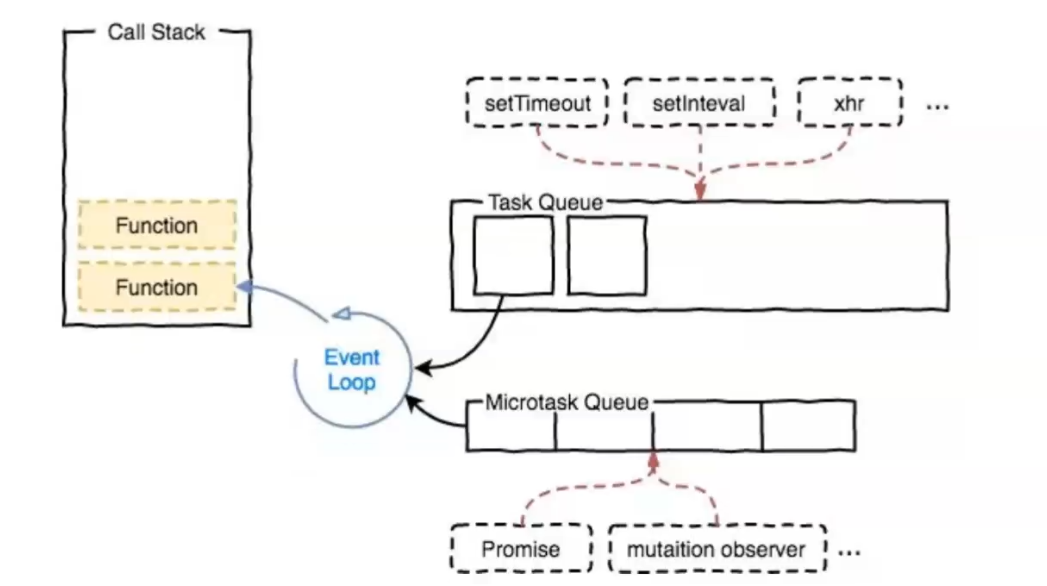 Call Stack
setTimeout
setInteval
xhr
...
Task Queue
Function
Function
Event
Loop
Microtask Queue
Promise
mutaition observer
...